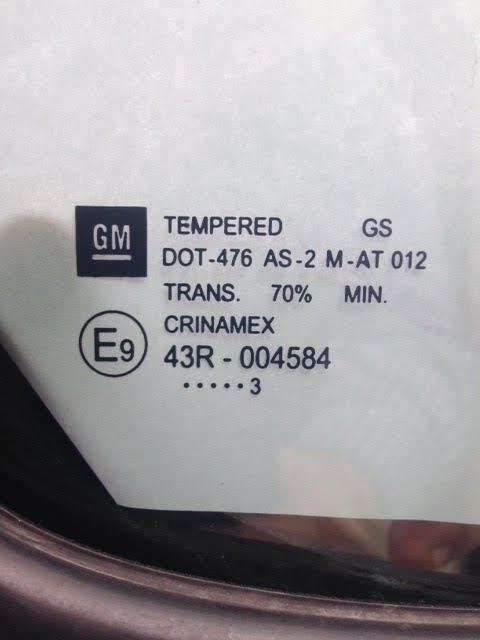 GM
TEMPERED GS
DOT-476 AS-2 M-AT 012
TRANS. 70% MIN.
CRINAMEX
E9
43R - 004584
.....3